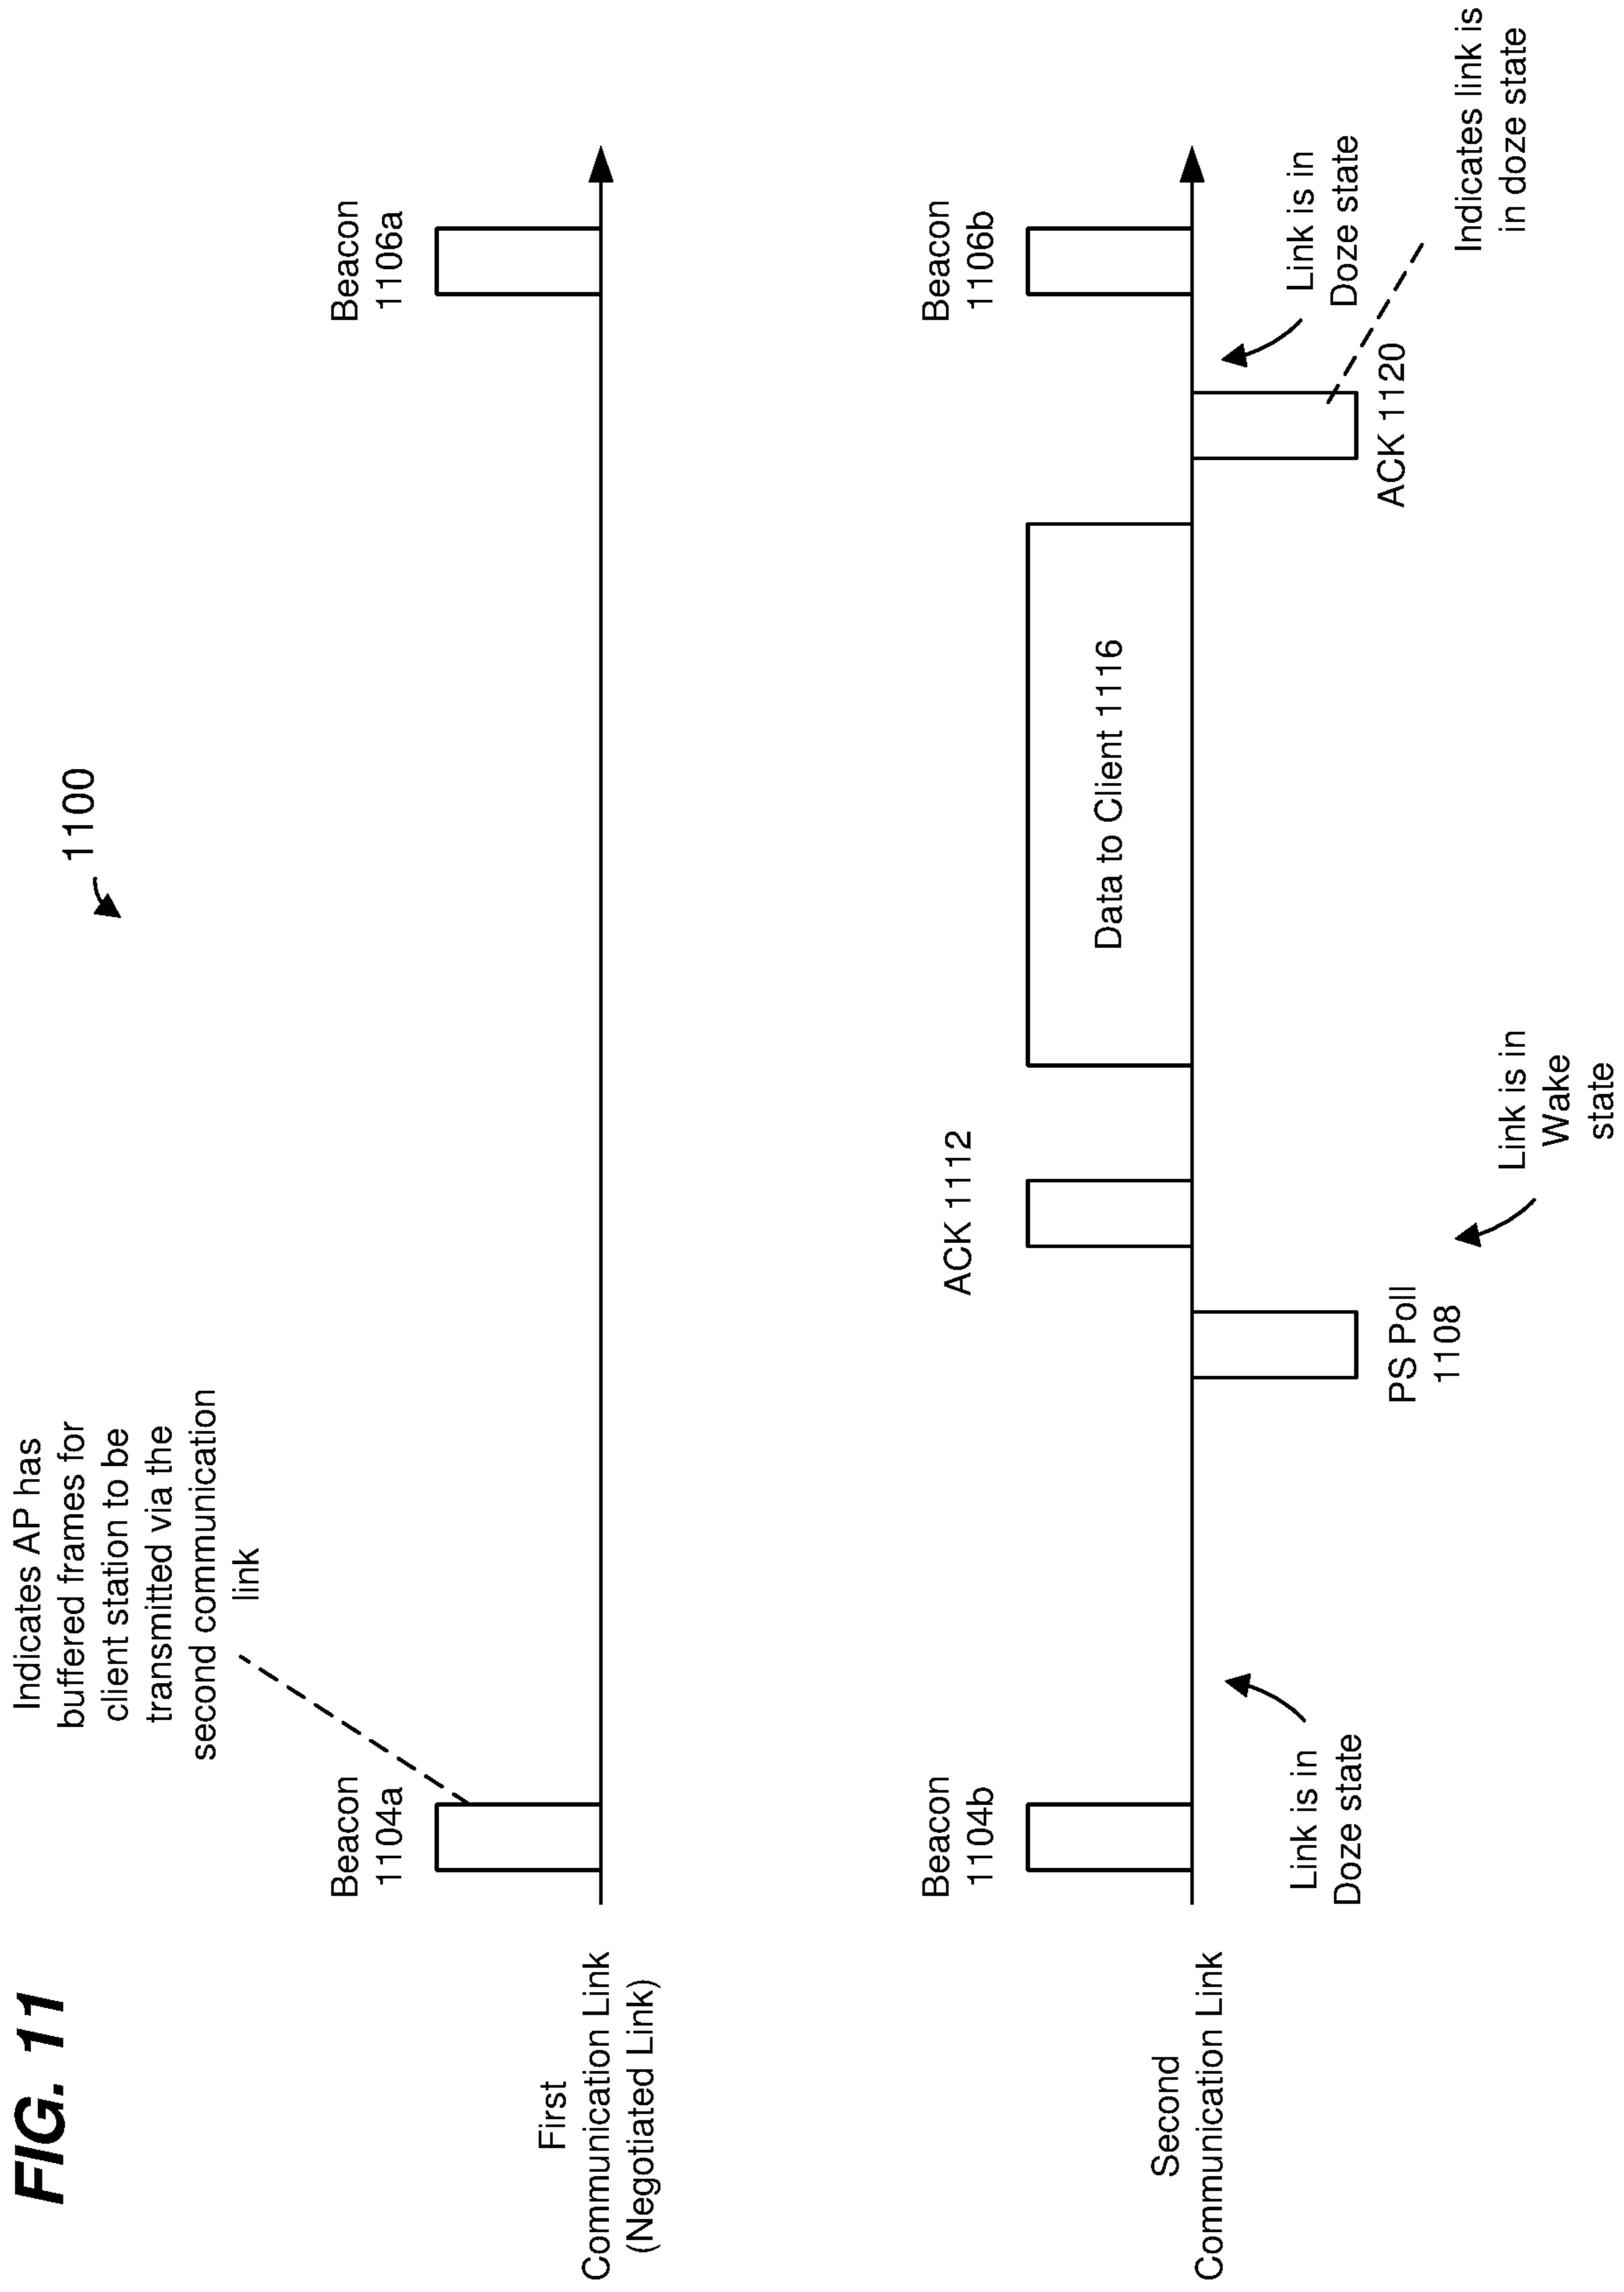 FIG. 11
1100
Indicates AP has
buffered frames for
client station to be
transmitted via the
second communication
link
Beacon
1104a
Beacon
1106a
First
Communication Link
(Negotiated Link)
Beacon
1104b
ACK 1112
Beacon
1106b
Data to Client 1116
Second
Communication Link
Link is in
Doze state
PS Poll
1108
Link is in
Wake
state
ACK 1120
Link is in
Doze state
Indicates link is
in doze state